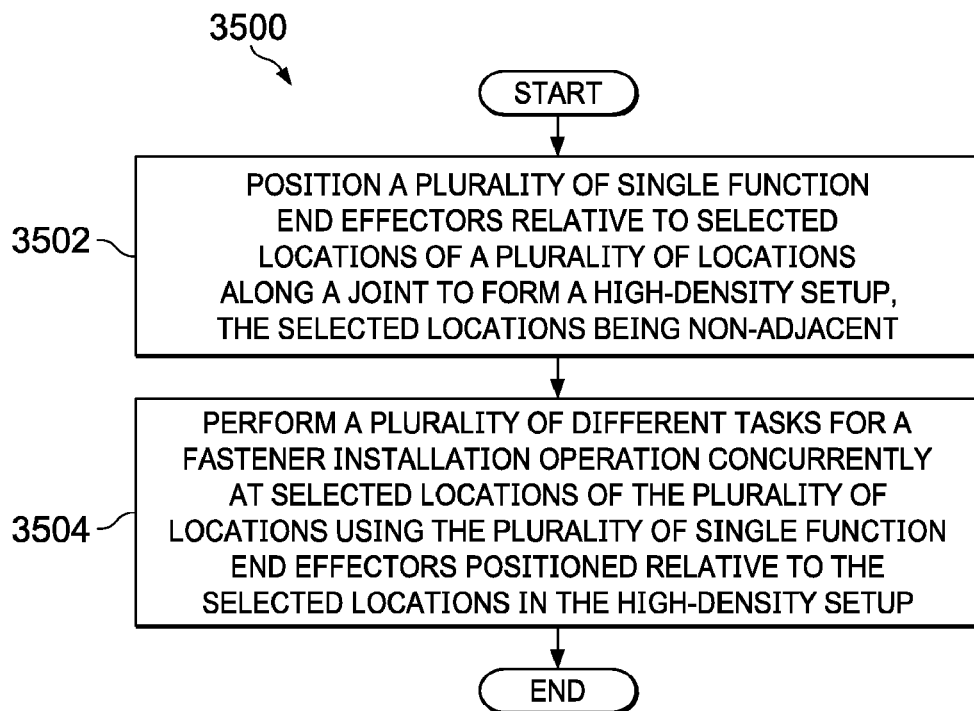 3500
START
3502
POSITION A PLURALITY OF SINGLE FUNCTION
END EFFECTORS RELATIVE TO SELECTED
LOCATIONS OF A PLURALITY OF LOCATIONS
ALONG A JOINT TO FORM A HIGH-DENSITY SETUP,
THE SELECTED LOCATIONS BEING NON-ADJACENT
3504
PERFORM A PLURALITY OF DIFFERENT TASKS FOR A
FASTENER INSTALLATION OPERATION CONCURRENTLY
AT SELECTED LOCATIONS OF THE PLURALITY OF
LOCATIONS USING THE PLURALITY OF SINGLE FUNCTION
END EFFECTORS POSITIONED RELATIVE TO THE
SELECTED LOCATIONS IN THE HIGH-DENSITY SETUP
END